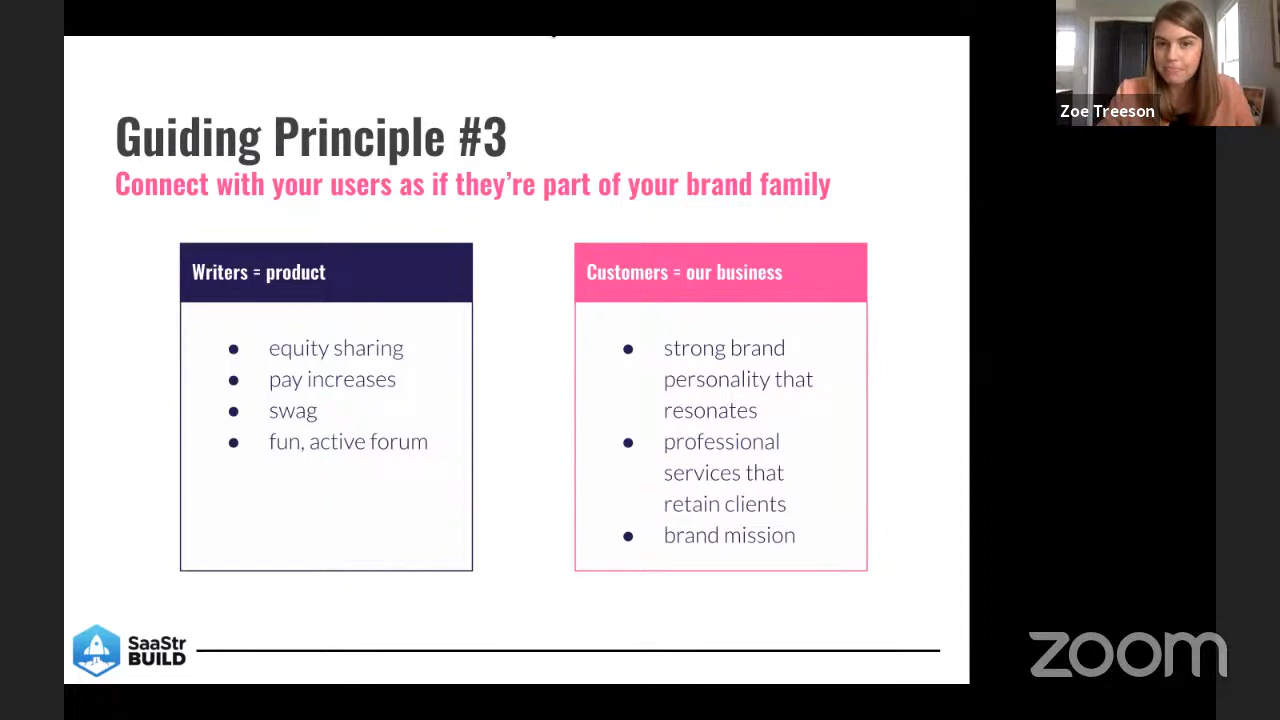 Guiding Principle #3
Connect with your users as if they're part of your brand family
Writers = product
● equity sharing
● pay increases
● swag
● fun, active forum
Customers = our business
● strong brand
personality that
resonates
● professional
services that
retain clients
● brand mission
SaaStr
BUILD
Zoe Treeson
zoom